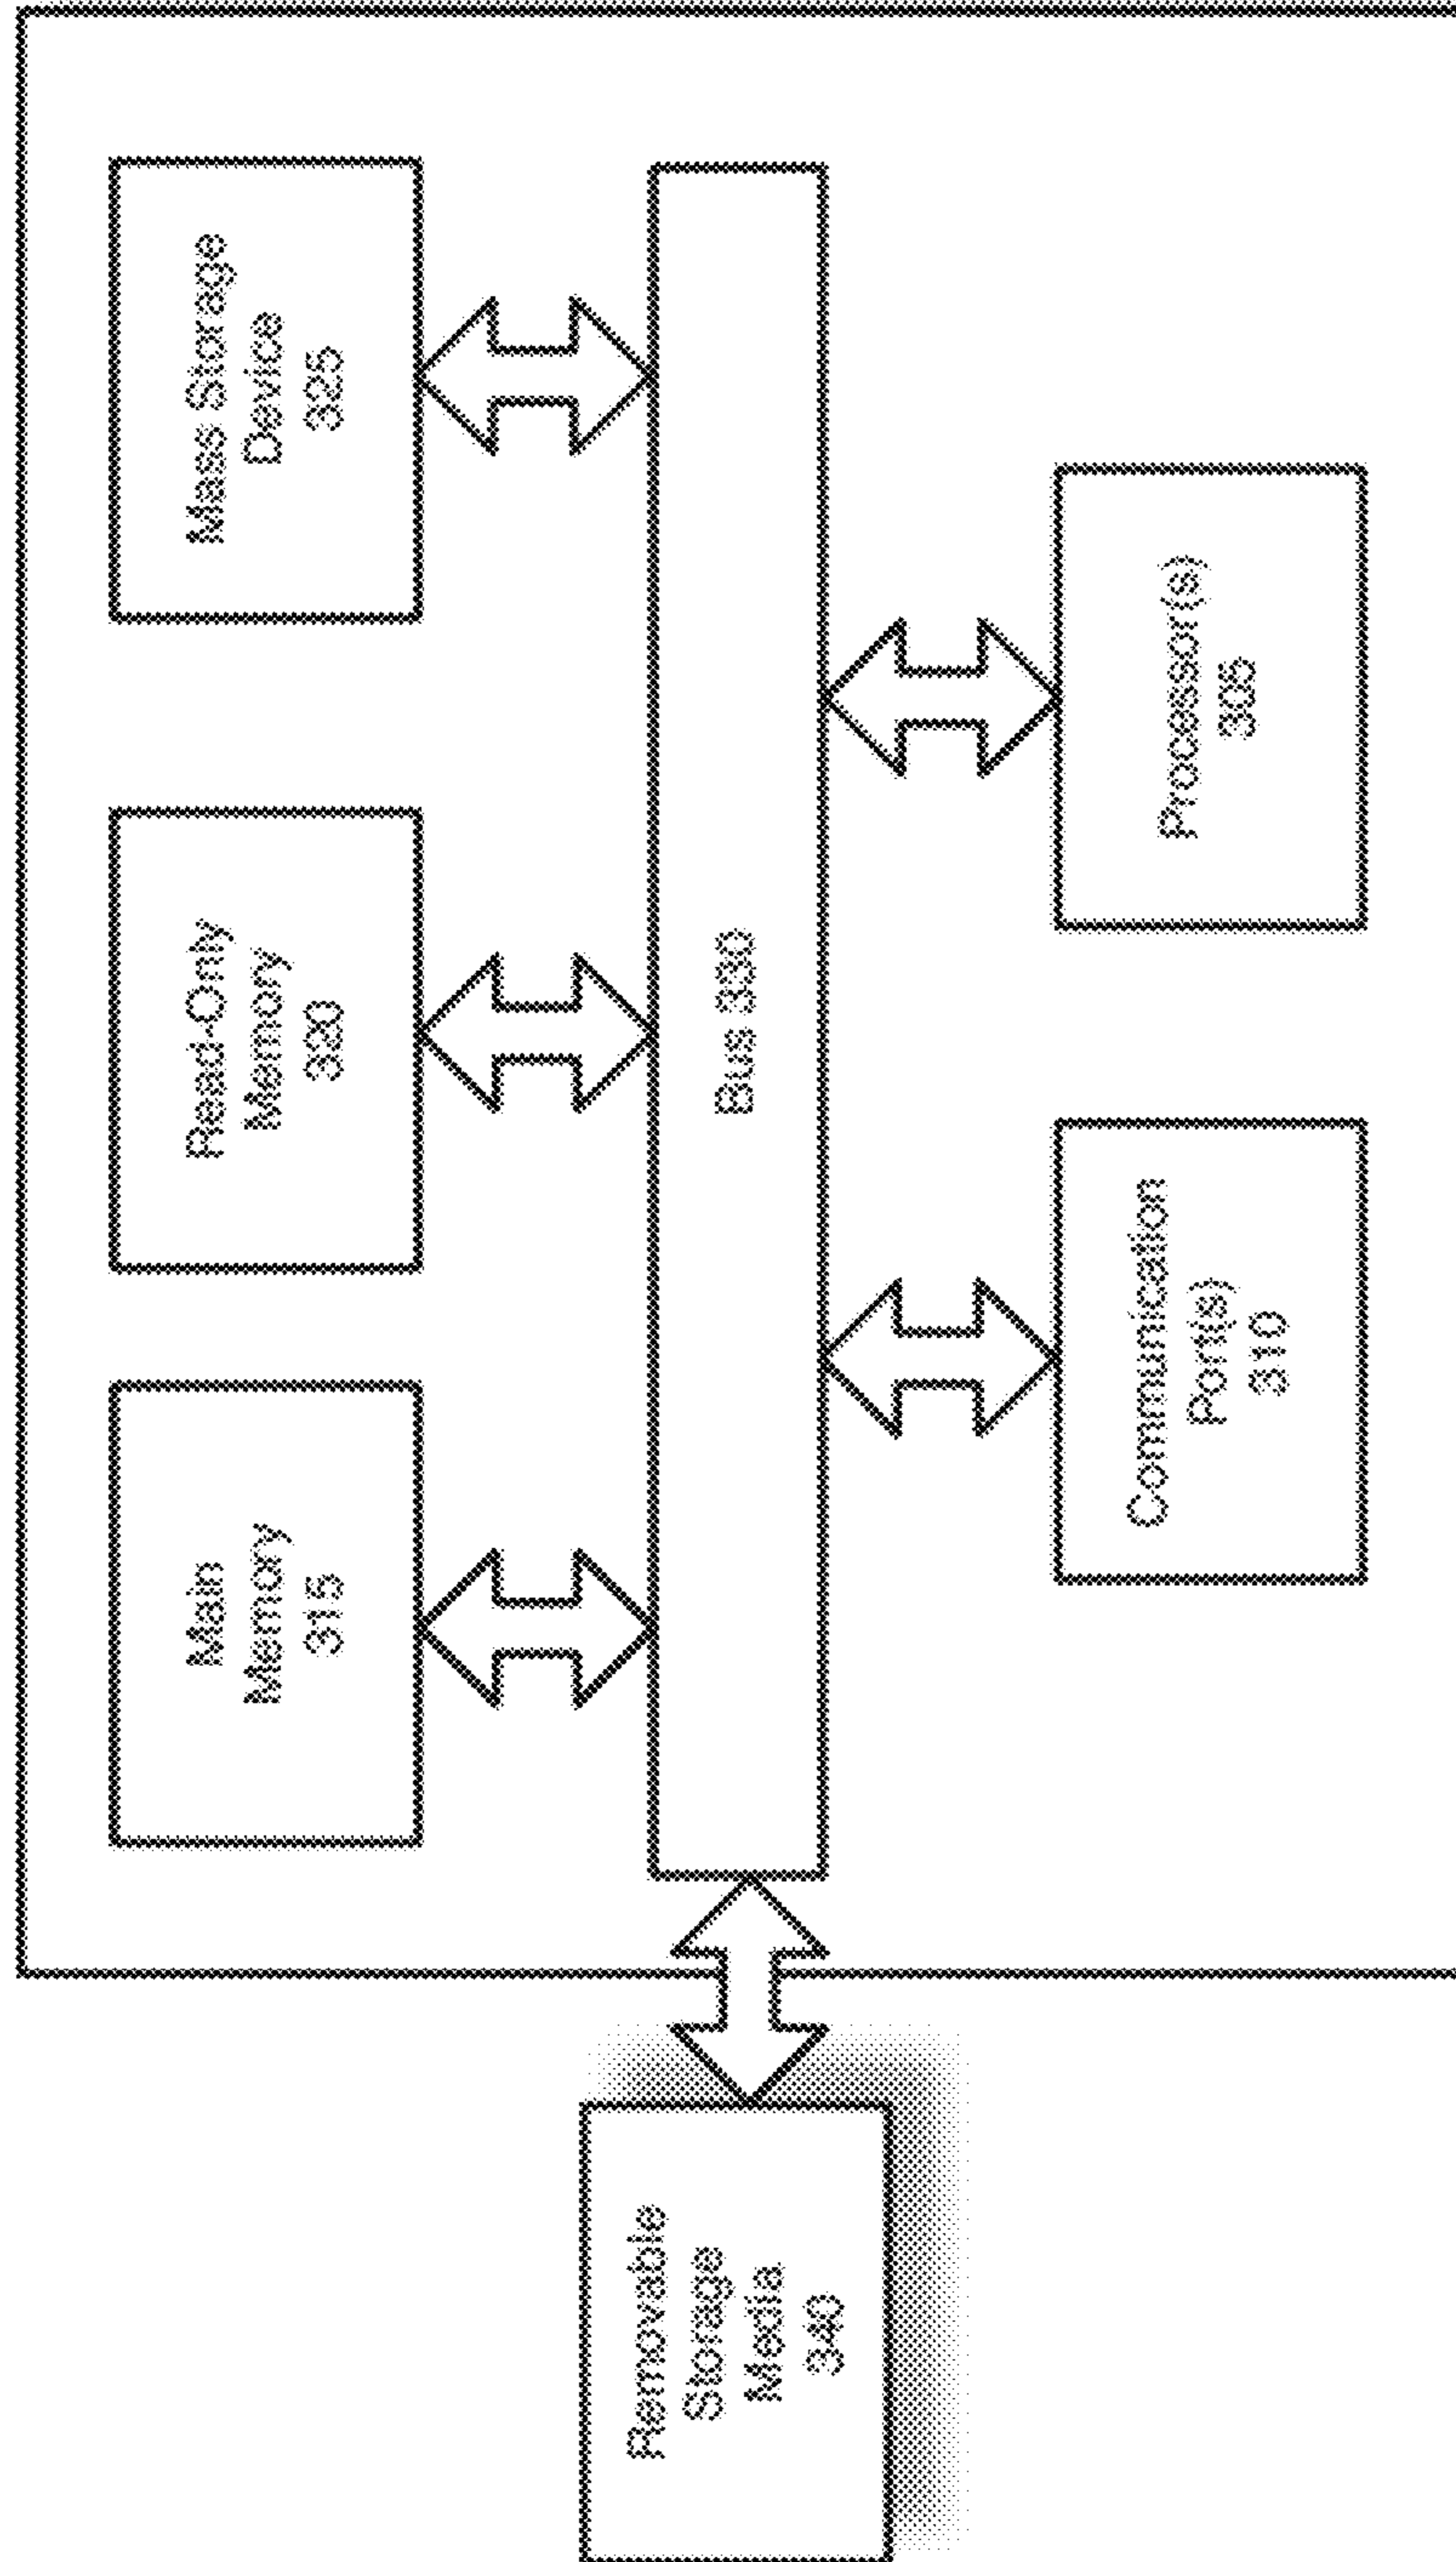 Main
Memory
315
Read-Only
Memory
320
Mass Storage
Device
325
Removable
Storage
Media
340
Bus 330
Communication
Port(s)
310
Processor(s)
305